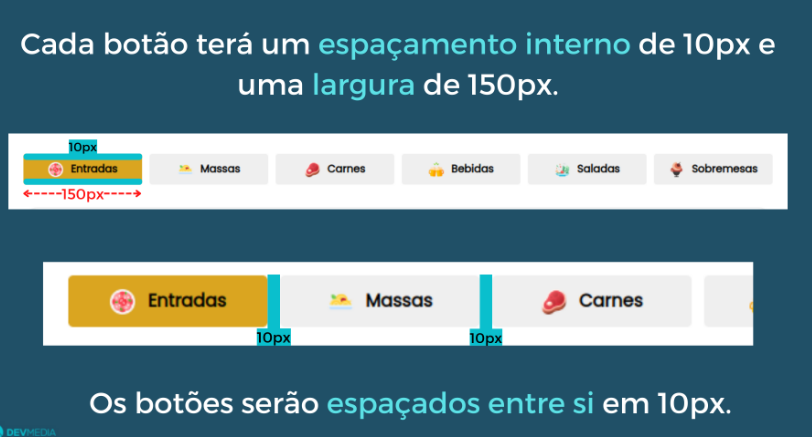 Cada botão terá um espaçamento interno de 10px e
uma largura de 150px.
10px
Entradas Massas Carnes Bebidas Saladas Sobremesas
150px
Entradas Massas Carnes
10px 10px
Os botões serão espaçados entre si em 10px.
DEVMEDIA